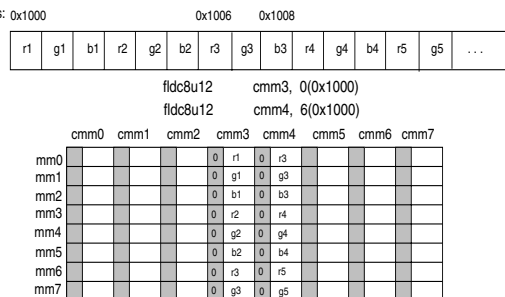 s: 0x1000 0x1006 0x1008
r1 g1 b1 r2 g2 b2 r3 g3 b3 r4 g4 b4 r5 g5 ...
fldc8u12 cmm3, 0(0x1000)
fldc8u12 cmm4, 6(0x1000)
cmm0 cmm1 cmm2 cmm3 cmm4 cmm5 cmm6 cmm7
mm0 0 r1 0 r3
mm1 0 g1 0 g3
mm2 0 b1 0 b3
mm3 0 r2 0 r4
mm4 0 g2 0 g4
mm5 0 b2 0 b4
mm6 0 r3 0 r5
mm7 0 g3 0 g5